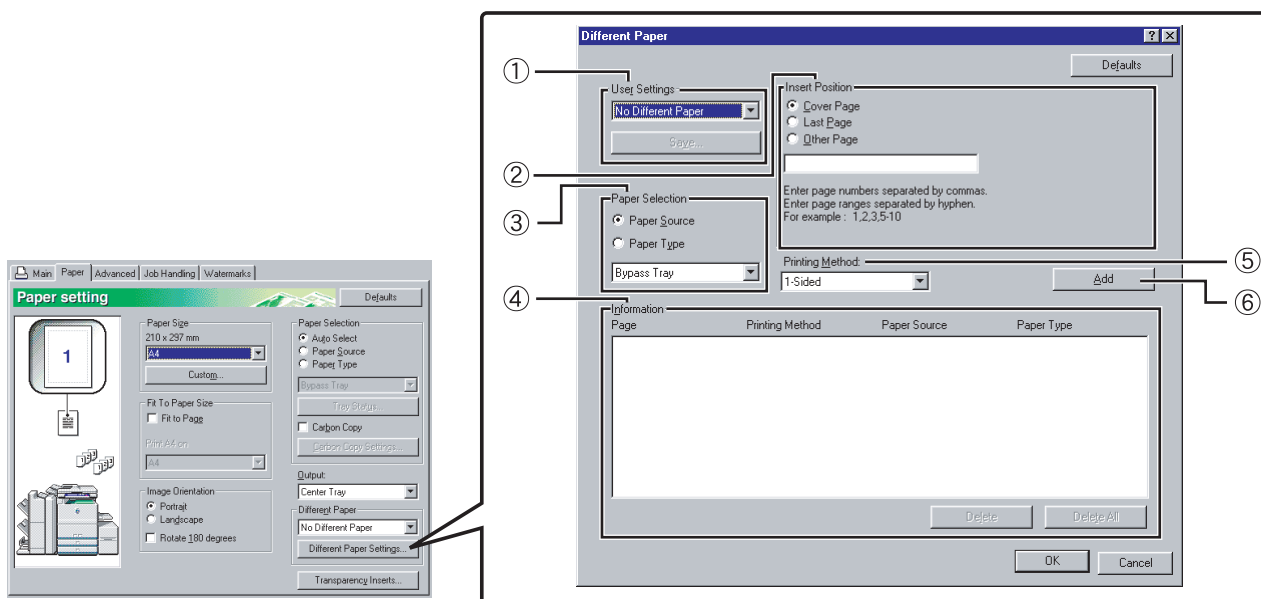 Different Paper
Defaults
①
②
User Settings
No Different Paper
Save...
Insert Position
Cover Page
Last Page
Other Page
Enter page numbers separated by commas.
Enter page ranges separated by hyphen.
For example : 1,2,3,5-10
③
Paper Selection
Paper Source
Paper Type
Bypass Tray
Printing Method:
1-Sided
⑤
Add
⑥
④
Information
Page Printing Method Paper Source Paper Type
Delete Delete All
OK Cancel
Main Paper Advanced Job Handling Watermarks
Paper setting
Defaults
1
Paper Size
210 x 297 mm
A4
Custom...
Fit To Paper Size
Fit to Page
Print A4 on
A4
Image Orientation
Portrait
Landscape
Rotate 180 degrees
Paper Selection
Auto Select
Paper Source
Paper Type
Bypass Tray
Tray Status...
Carbon Copy
Carbon Copy Settings...
Output:
Center Tray
Different Paper
No Different Paper
Different Paper Settings...
Transparency Inserts...